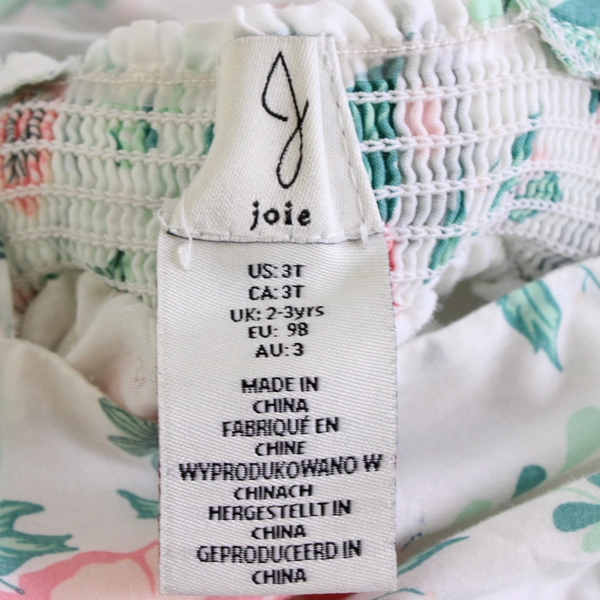 J
joie
US: 3T
CA: 3T
UK: 2-3yrs
EU: 98
AU: 3
MADE IN
CHINA
FABRIQUÉ EN
CHINE
WYPRODUKOWANO W
CHINACH
HERGESTELLT IN
CHINA
GEPRODUCEERD IN
CHINA